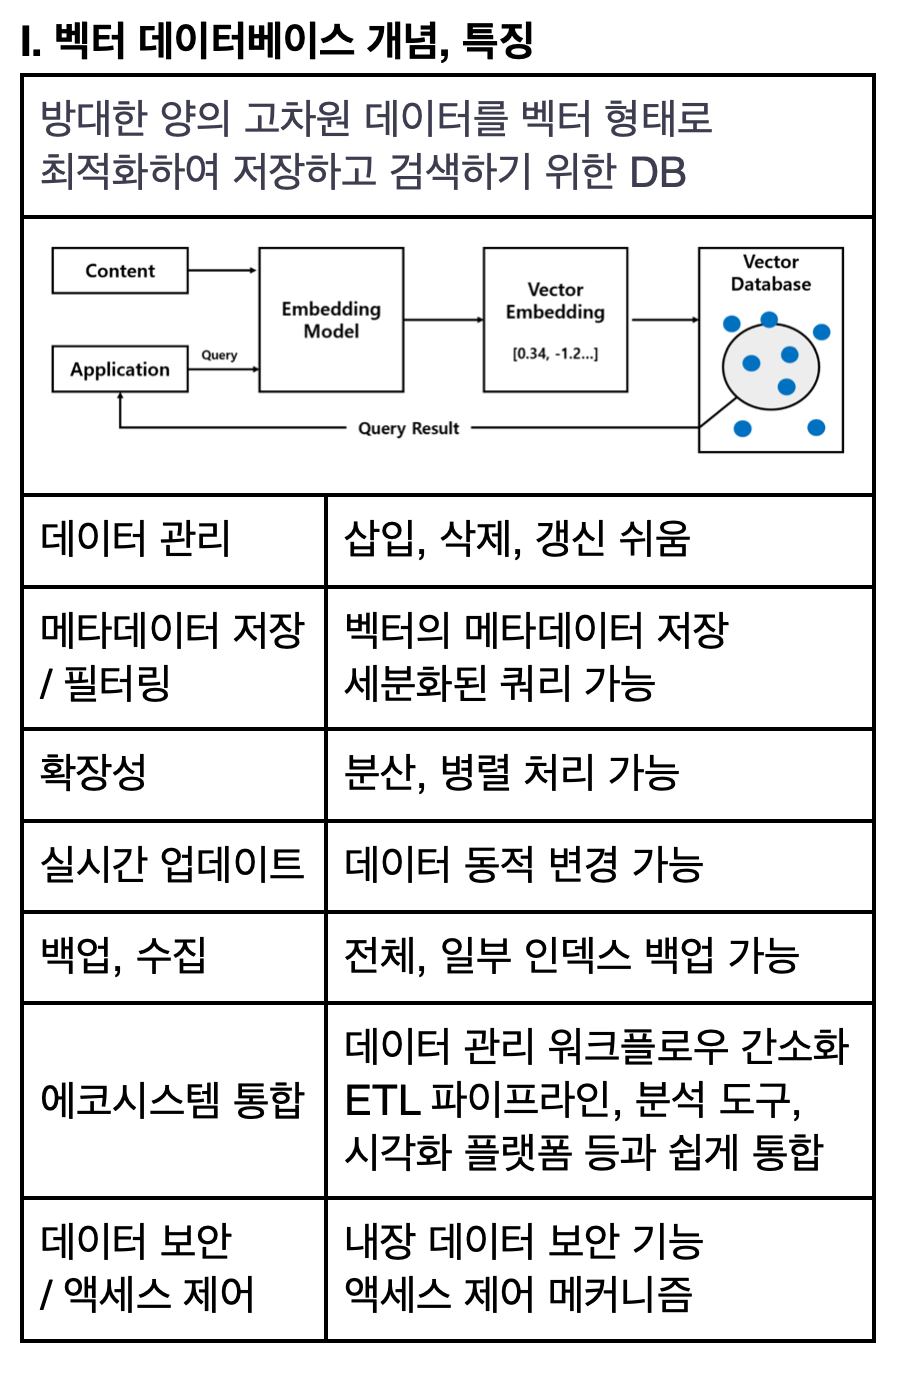 I. 벡터 데이터베이스 개념, 특징
방대한 양의 고차원 데이터를 벡터 형태로
최적화하여 저장하고 검색하기 위한 DB
Content
Application
Query
Embedding
Model
Vector
Embedding
[0.34, -1.2...]
Vector
Database
Query Result
데이터 관리
삽입, 삭제, 갱신 쉬움
메타데이터 저장
/ 필터링
벡터의 메타데이터 저장
세분화된 쿼리 가능
확장성
분산, 병렬 처리 가능
실시간 업데이트
데이터 동적 변경 가능
백업, 수집
전체, 일부 인덱스 백업 가능
에코시스템 통합
데이터 관리 워크플로우 간소화
ETL 파이프라인, 분석 도구,
시각화 플랫폼 등과 쉽게 통합
데이터 보안
/ 액세스 제어
내장 데이터 보안 기능
액세스 제어 메커니즘